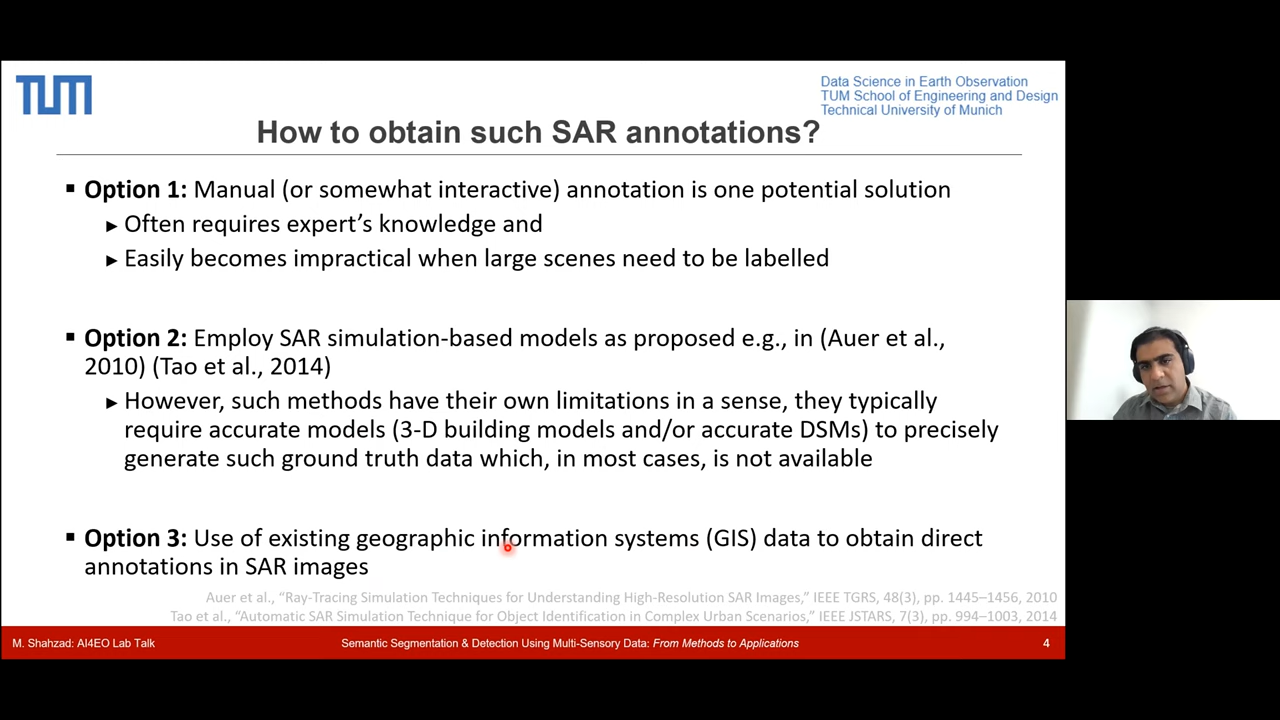 TUM
Data Science in Earth Observation
TUM School of Engineering and Design
Technical University of Munich
How to obtain such SAR annotations?
▪ Option 1: Manual (or somewhat interactive) annotation is one potential solution
▸ Often requires expert’s knowledge and
▸ Easily becomes impractical when large scenes need to be labelled
▪ Option 2: Employ SAR simulation-based models as proposed e.g., in (Auer et al.,
2010) (Tao et al., 2014)
▸ However, such methods have their own limitations in a sense, they typically
require accurate models (3-D building models and/or accurate DSMs) to precisely
generate such ground truth data which, in most cases, is not available
▪ Option 3: Use of existing geographic information systems (GIS) data to obtain direct
annotations in SAR images
Auer et al., “Ray-Tracing Simulation Techniques for Understanding High-Resolution SAR Images,” IEEE TGRS, 48(3), pp. 1445–1456, 2010
Tao et al., “Automatic SAR Simulation Technique for Object Identification in Complex Urban Scenarios,” IEEE JSTARS, 7(3), pp. 994–1003, 2014
M. Shahzad: AI4EO Lab Talk
Semantic Segmentation & Detection Using Multi-Sensory Data: From Methods to Applications
4